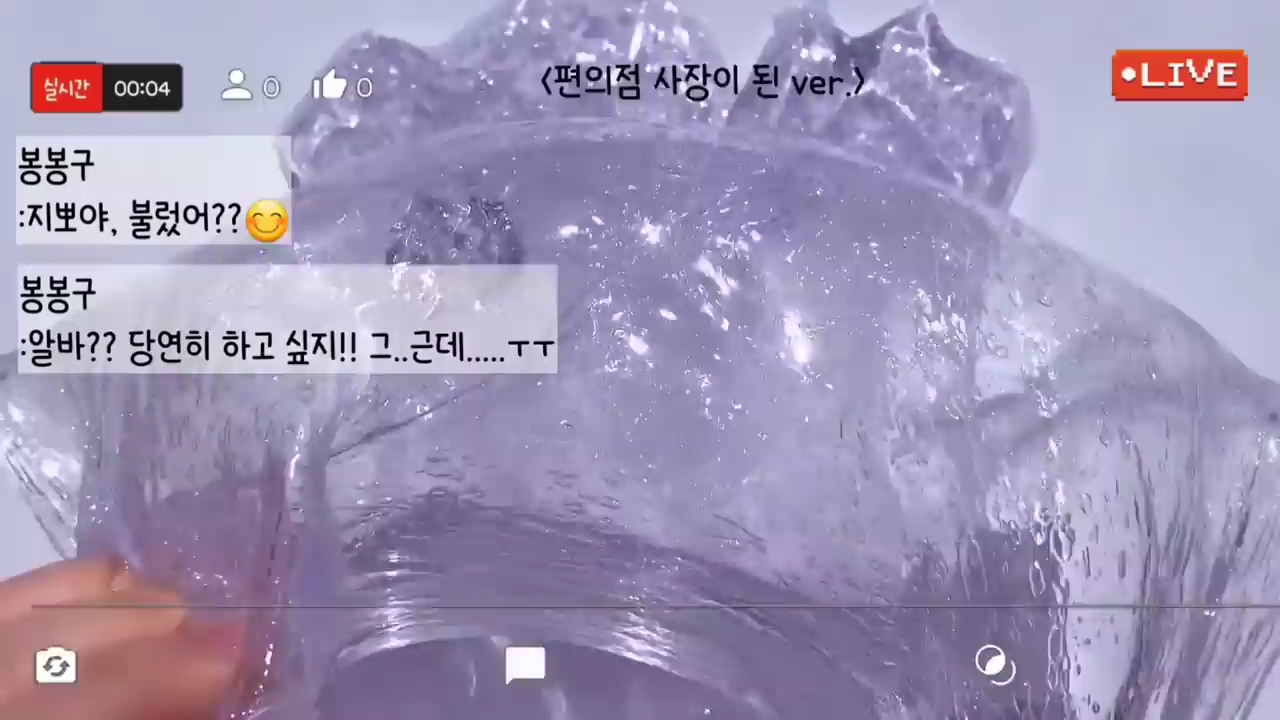 실시간 00:04 0 0 <편의점 사장이 된 ver.> LIVE
봉봉구
:지뽀야, 불렀어??😊
봉봉구
:알바?? 당연히 하고 싶지!! 그..근데.....ㅜㅜ